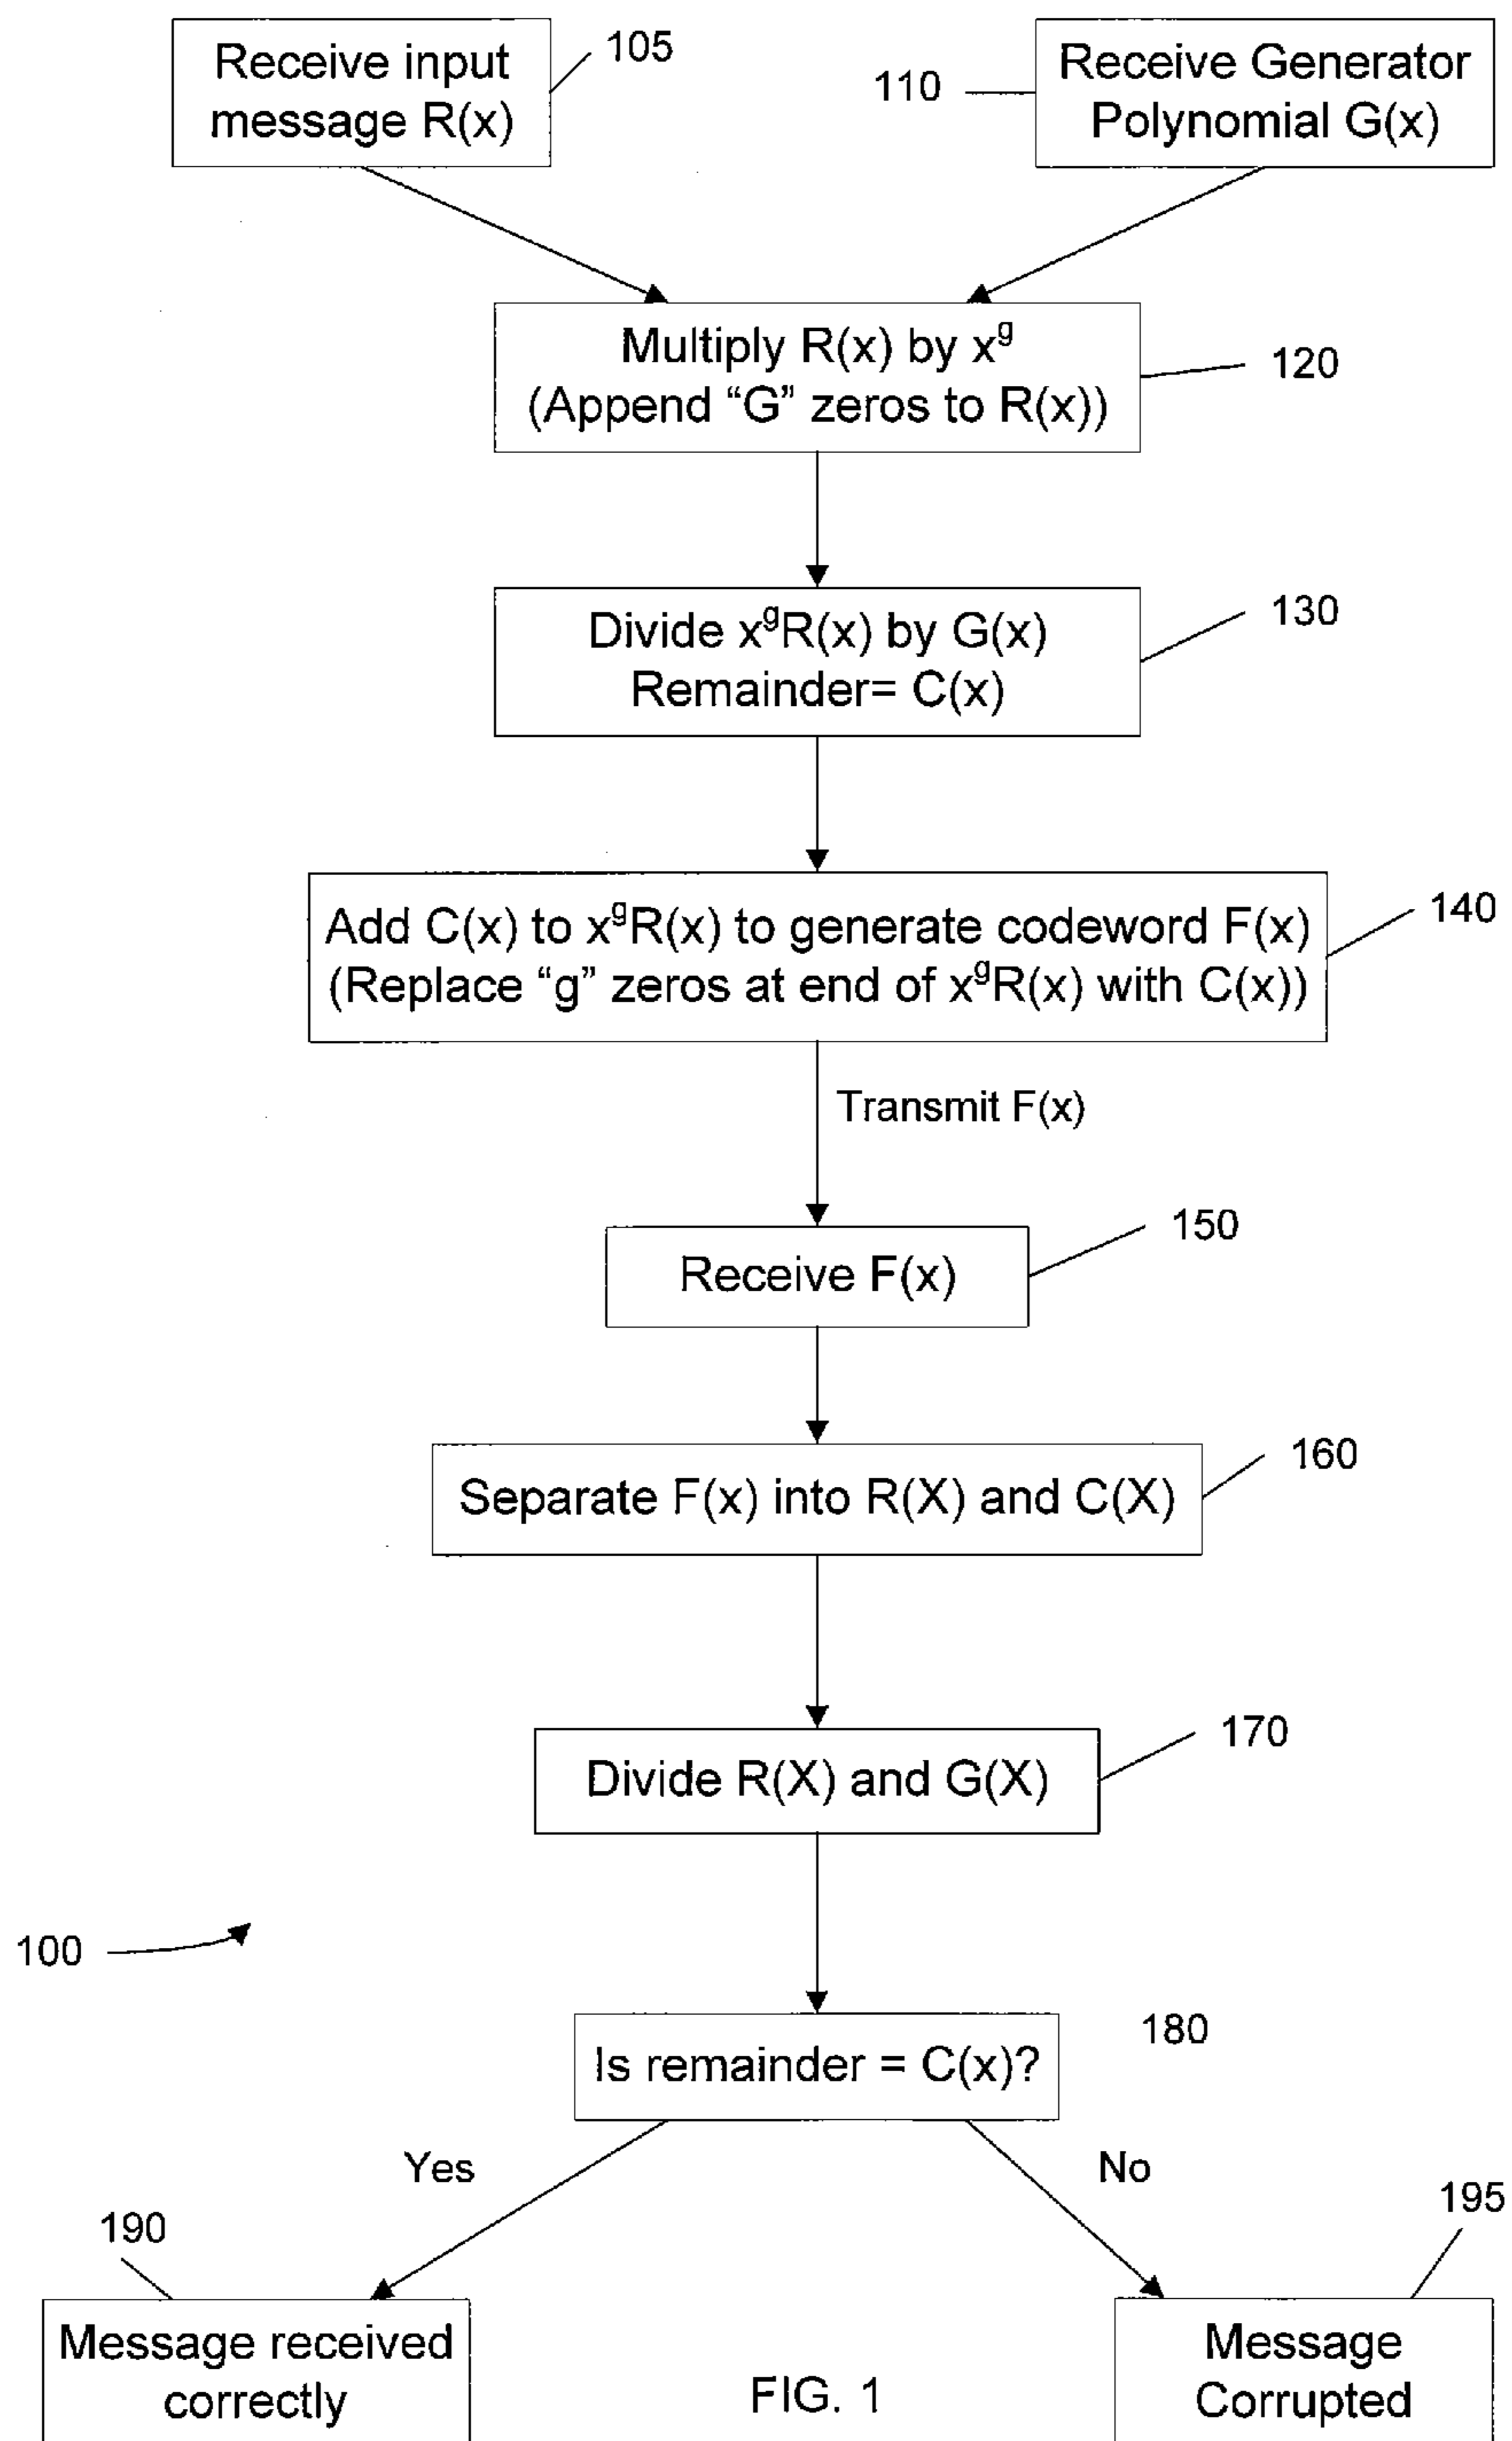 Receive input
message R(x)
105
110
Receive Generator
Polynomial G(x)
Multiply R(x) by x^g
(Append “G” zeros to R(x))
120
Divide x^gR(x) by G(x)
Remainder= C(x)
130
Add C(x) to x^gR(x) to generate codeword F(x)
(Replace “g” zeros at end of x^gR(x) with C(x))
140
Transmit F(x)
Receive F(x)
150
Separate F(x) into R(X) and C(X)
160
Divide R(X) and G(X)
170
100
Is remainder = C(x)?
180
Yes
No
190
195
Message received
correctly
Message
Corrupted
FIG. 1